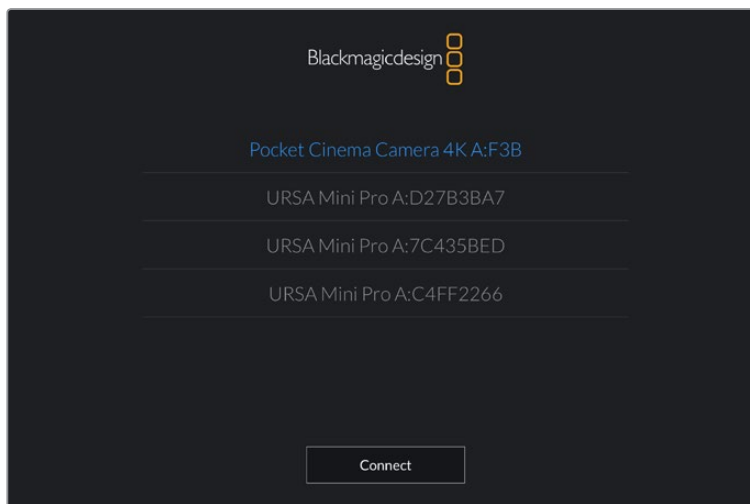 Blackmagicdesign
Pocket Cinema Camera 4K A:F3B
URSA Mini Pro A:D27B3BA7
URSA Mini Pro A:7C435BED
URSA Mini Pro A:C4FF2266
Connect